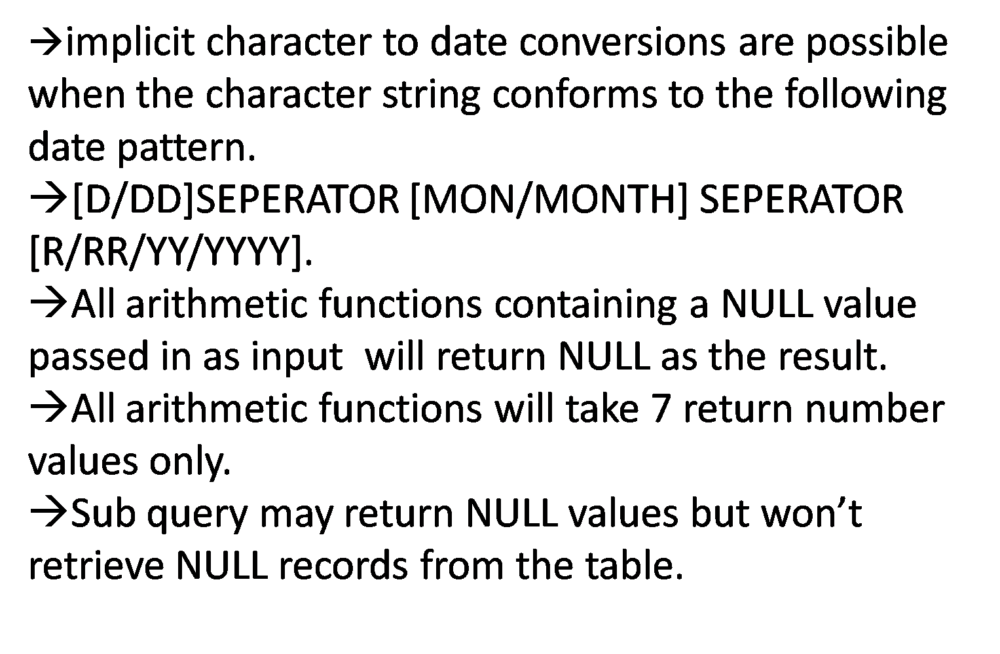 →implicit character to date conversions are possible
when the character string conforms to the following
date pattern.
→[D/DD]SEPERATOR [MON/MONTH] SEPERATOR
[R/RR/YY/YYYY].
→All arithmetic functions containing a NULL value
passed in as input  will return NULL as the result.
→All arithmetic functions will take 7 return number
values only.
→Sub query may return NULL values but won’t
retrieve NULL records from the table.